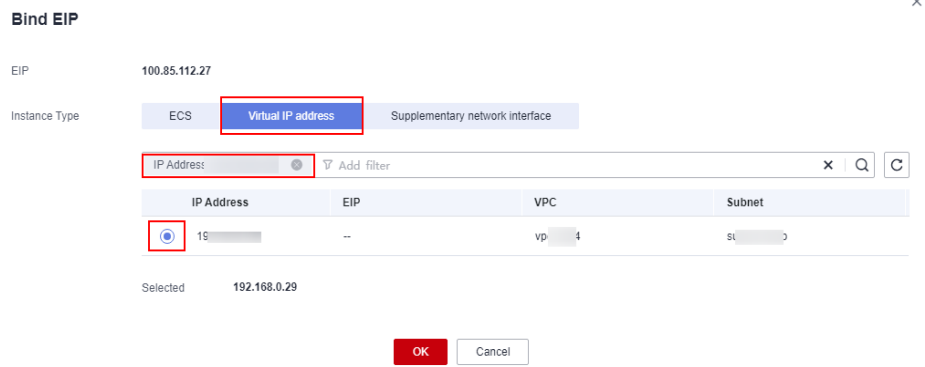 Bind EIP
EIP 100.85.112.27
Instance Type ECS Virtual IP address Supplementary network interface
IP Address Add filter
IP Address EIP VPC Subnet
--
Selected 192.168.0.29
OK Cancel